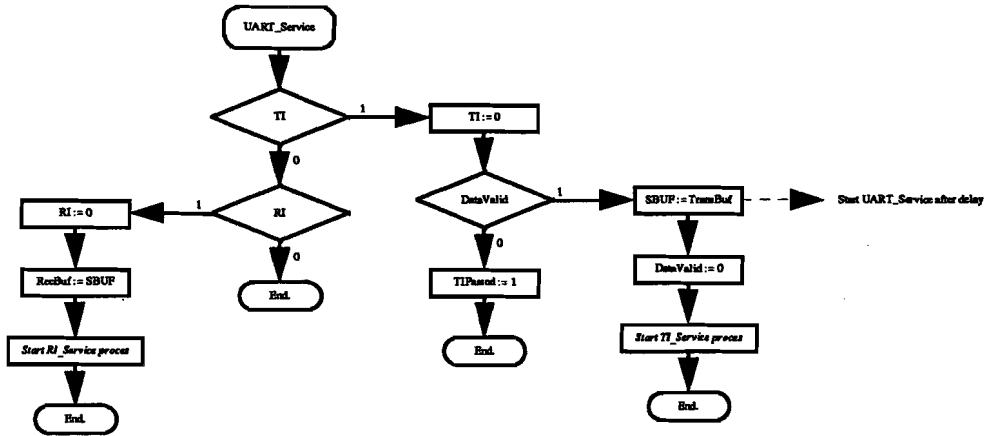 UART_Service
TI
1
TI := 0
0
RI
1
RI := 0
0
DataValid
1
SBUF := TransBuf
Start UART_Service after delay
0
RecBuf := SBUF
End.
TIPassed := 1
DataValid := 0
Start RI_Service proces
End.
Start TI_Service proces
End.
End.